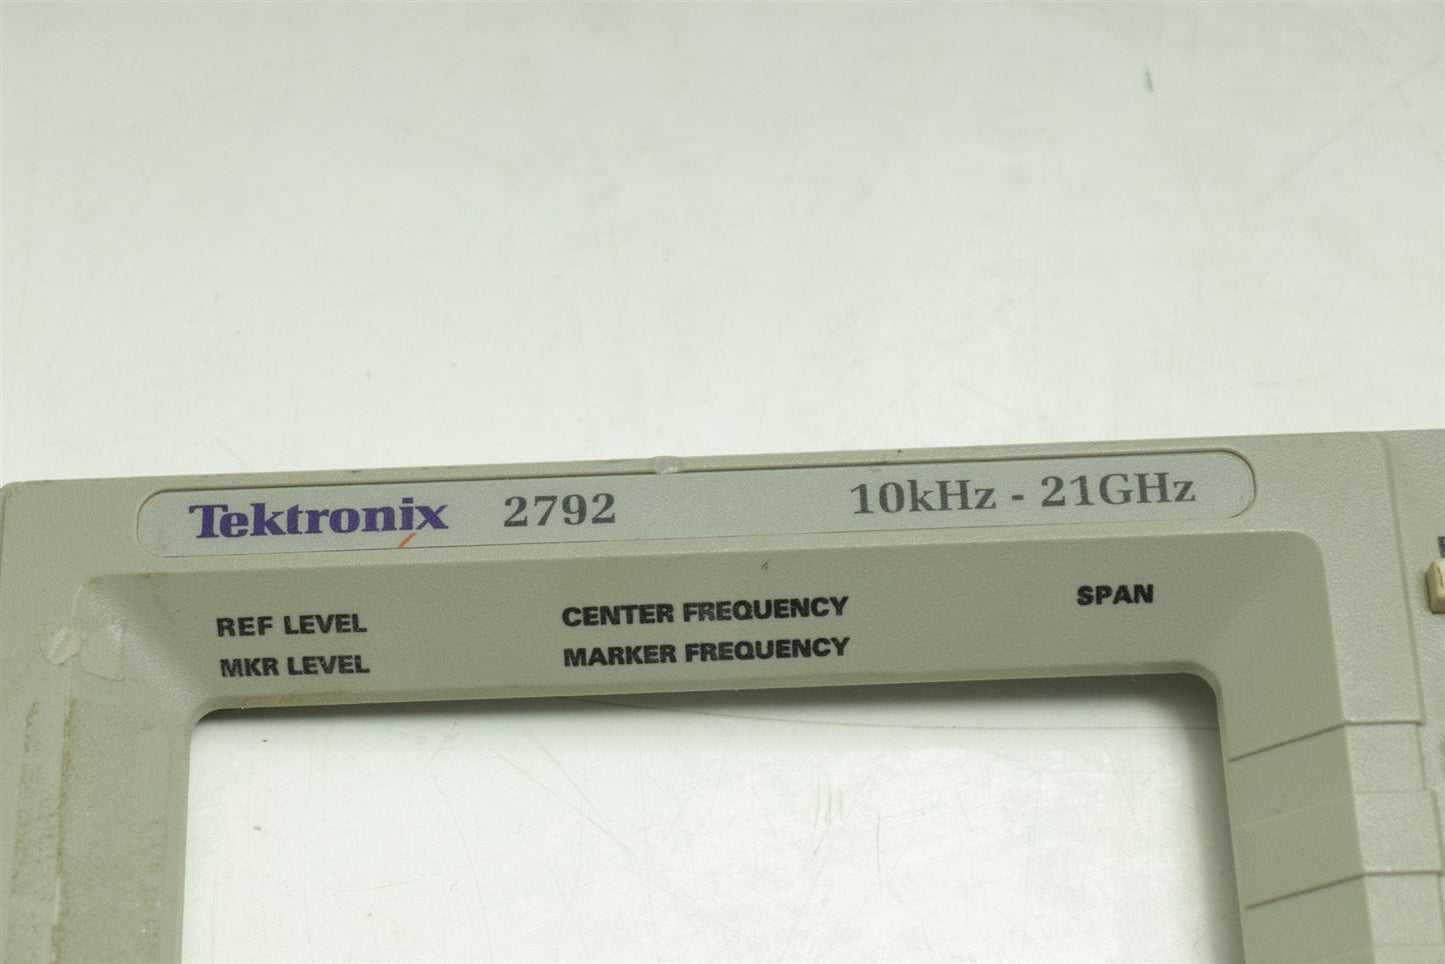 Tektronix 2792 10kHz - 21GHz
REF LEVEL CENTER FREQUENCY SPAN
MKR LEVEL MARKER FREQUENCY